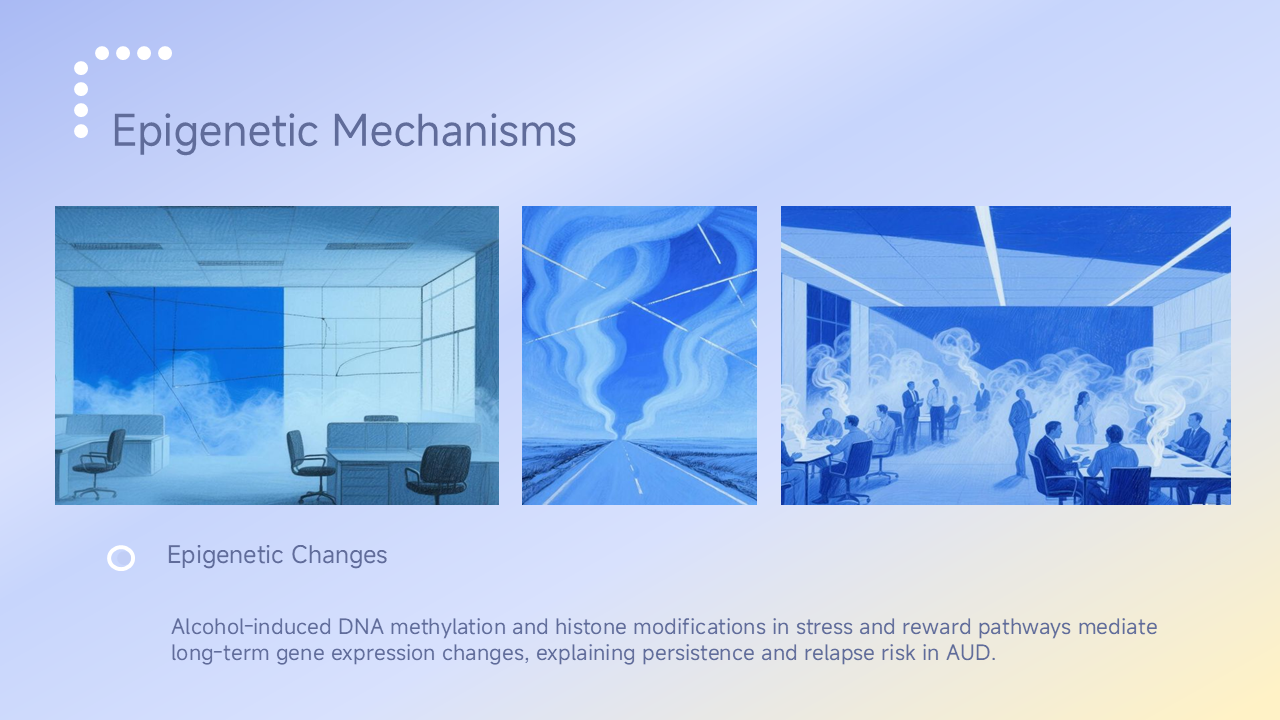 Epigenetic Mechanisms
Epigenetic Changes
Alcohol-induced DNA methylation and histone modifications in stress and reward pathways mediate
long-term gene expression changes, explaining persistence and relapse risk in AUD.